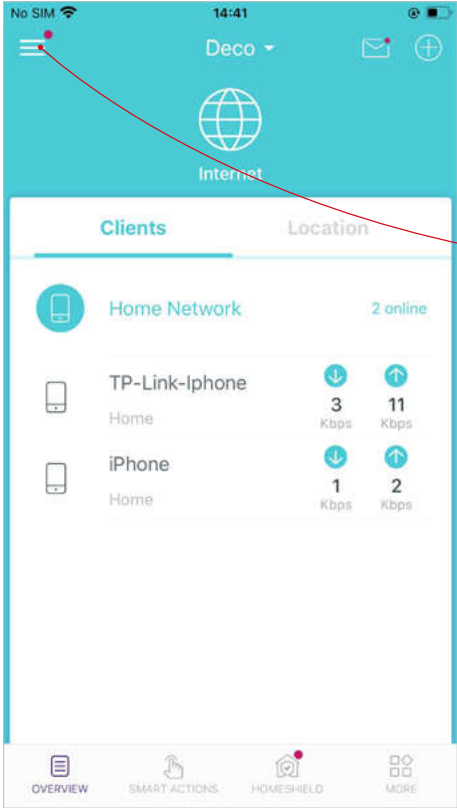 No SIM 14:41
Deco
Internet
Clients Location
Home Network 2 online
TP-Link-Iphone
3 11
Home Kbps Kbps
iPhone
1 2
Home Kbps Kbps
OVERVIEW SMART ACTIONS HOMESHIELD MORE